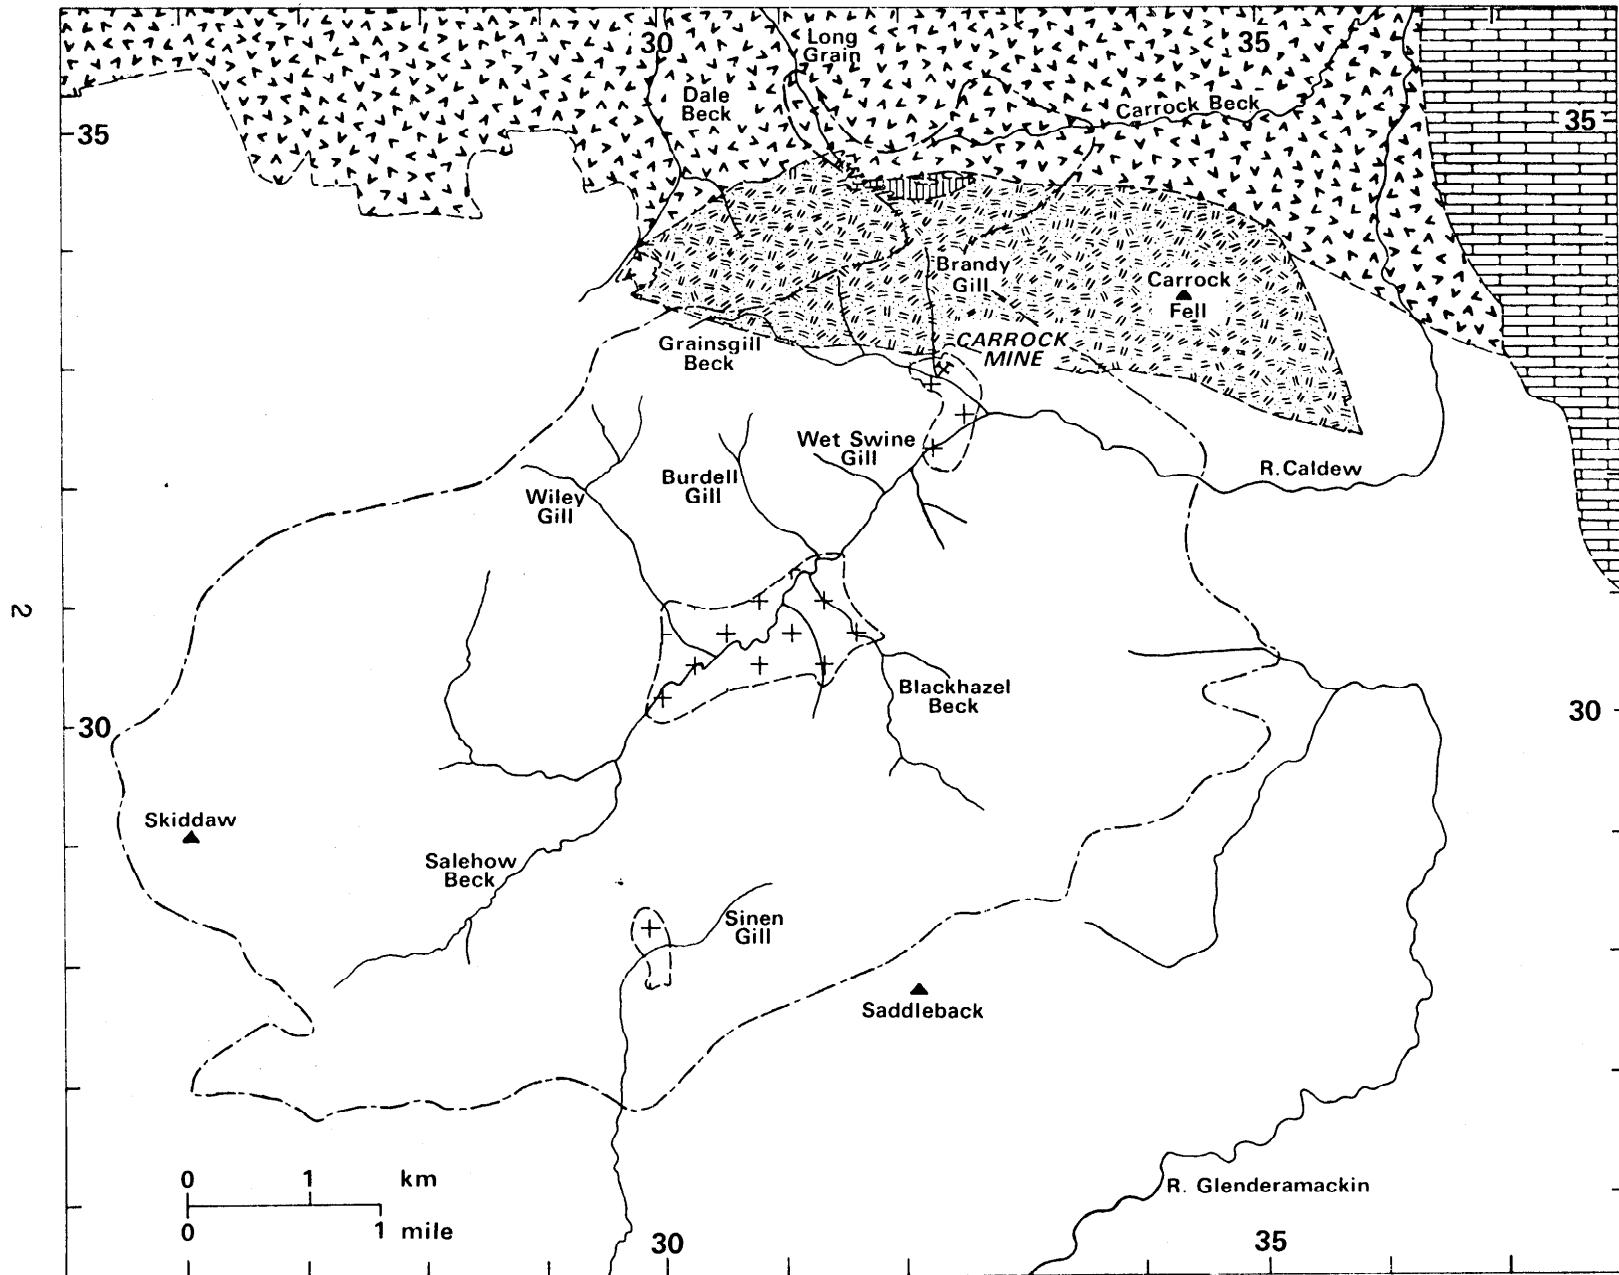 30
Long
Grain
35
Dale
Beck
Carrock Beck
35
35
Brandy
Gill
Carrock
Fell
Grainsgill
Beck
CARROCK
MINE
Wet Swine
Gill
R. Caldew
Burdell
Gill
Wiley
Gill
2
Blackhazel
Beck
30
30
Skiddaw
Salehow
Beck
Sinen
Gill
Saddleback
0 1 km
0 1 mile
R. Glenderamackin
30
35